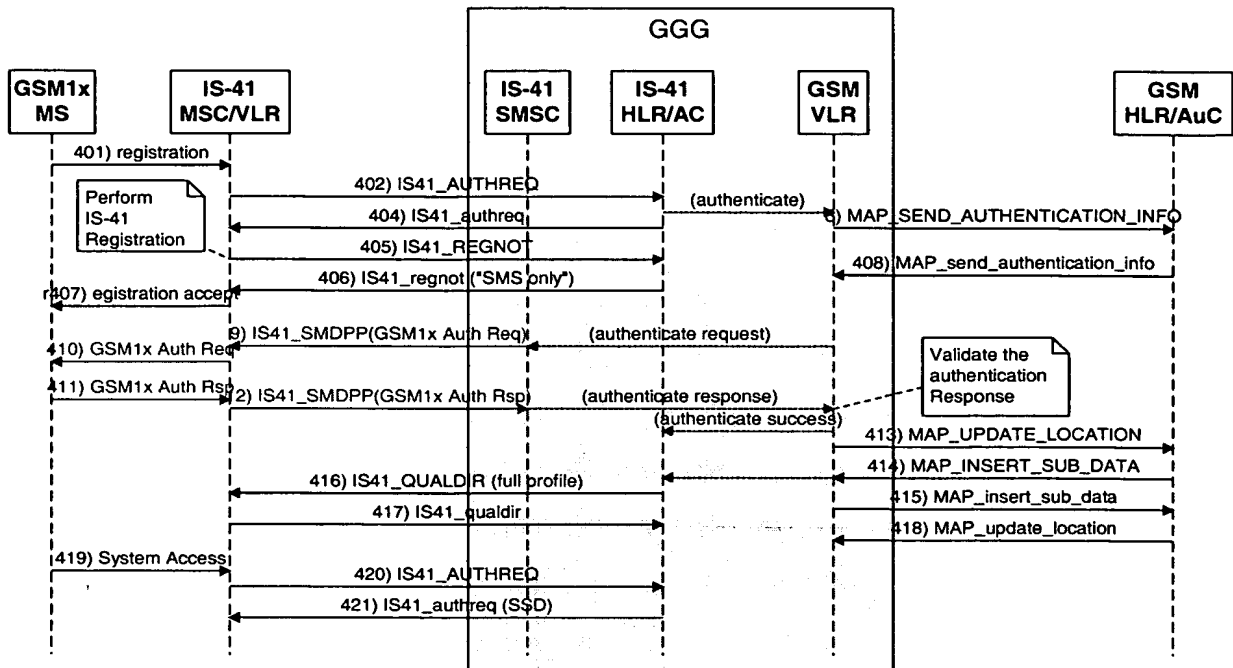 GGG
GSM1x
MS
IS-41
MSC/VLR
IS-41
SMSC
IS-41
HLR/AC
GSM
VLR
GSM
HLR/AuC
401) registration
Perform
IS-41
Registration
402) IS41_AUTHREQ
(authenticate)
404) IS41_authreq
) MAP_SEND_AUTHENTICATION_INFO
405) IS41_REGNOT
408) MAP_send_authentication_info
406) IS41_regnot ("SMS only")
r407) egistration accept
9) IS41_SMDPP(GSM1x Auth Req)
(authenticate request)
410) GSM1x Auth Req
Validate the
authentication
Response
411) GSM1x Auth Rsp
2) IS41_SMDPP(GSM1x Auth Rsp)
(authenticate response)
(authenticate success)
413) MAP_UPDATE_LOCATION
414) MAP_INSERT_SUB_DATA
416) IS41_QUALDIR (full profile)
415) MAP_insert_sub_data
417) IS41_qualdir
418) MAP_update_location
419) System Access
420) IS41_AUTHREQ
421) IS41_authreq (SSD)